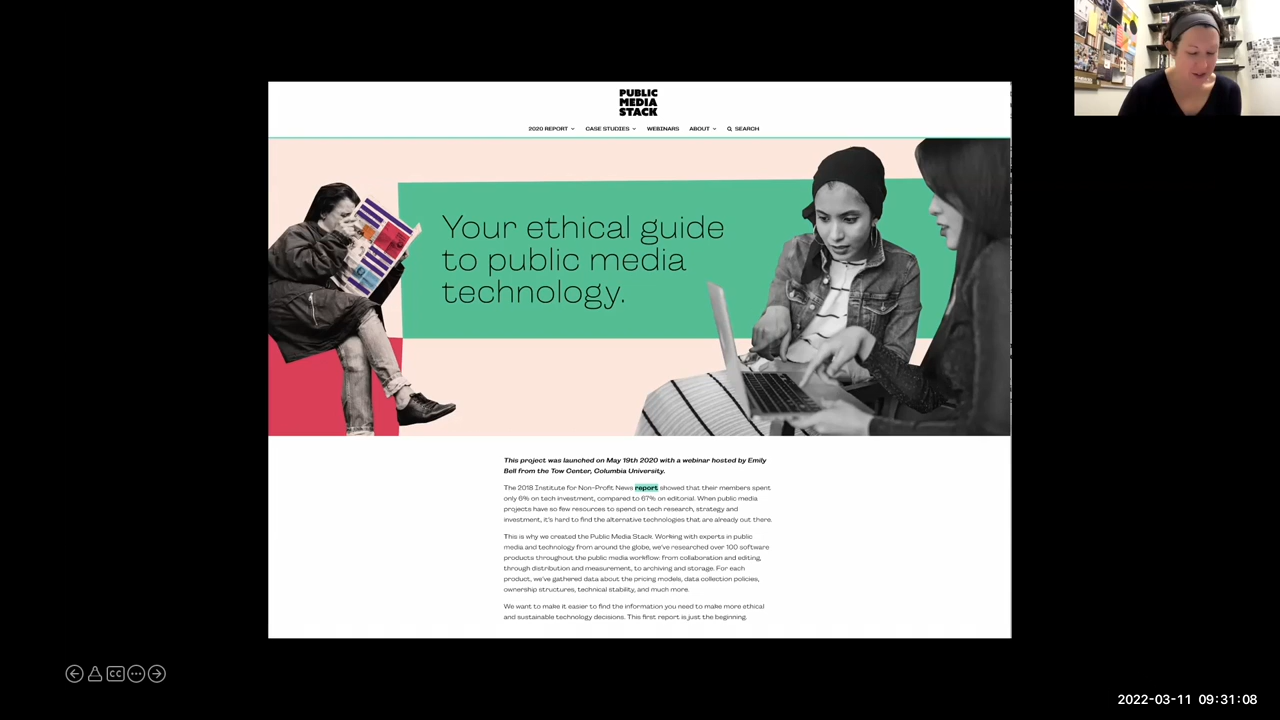 PUBLIC
MEDIA
STACK
2020 REPORT CASE STUDIES WEBINARS ABOUT SEARCH
Your ethical guide
to public media
technology.
This project was launched on May 19th 2020 with a webinar hosted by Emily
Bell from the Tow Center, Columbia University.
The 2018 Institute for Non-Profit News report showed that their members spent
only 6% on tech investment, compared to 67% on editorial. When public media
projects have so few resources to spend on tech research, strategy and
investment, it's hard to find the alternative technologies that are already out there.
This is why we created the Public Media Stack. Working with experts in public
media and technology from around the globe, we've researched over 100 software
products throughout the public media workflow: from collaboration and editing,
through distribution and measurement, to archiving and storage. For each
product, we've gathered data about the pricing models, data collection policies,
ownership structures, technical stability, and much more.
We want to make it easier to find the information you need to make more ethical
and sustainable technology decisions. This first report is just the beginning.
CC
2022-03-11 09:31:08